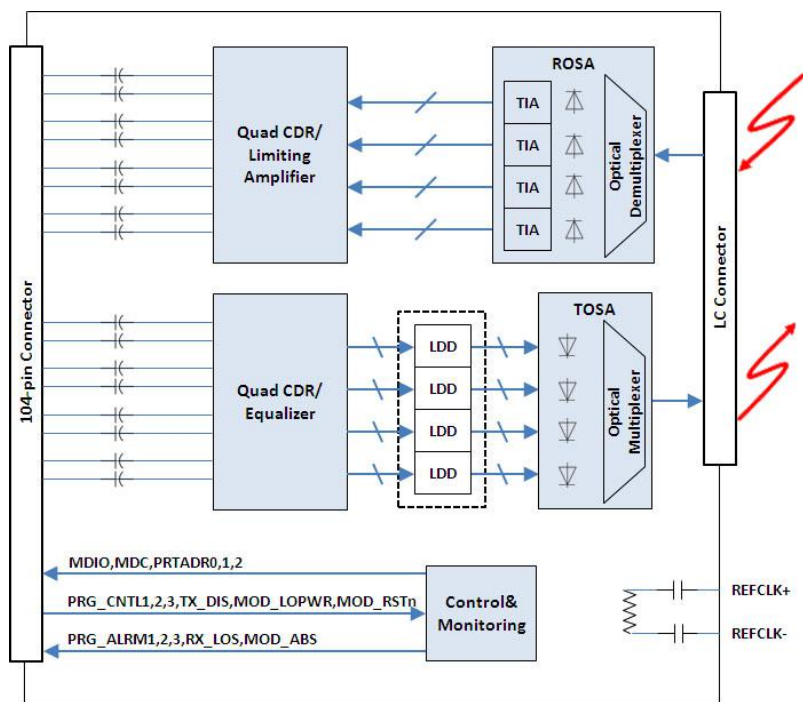 104-pin Connector
Quad CDR/
Limiting
Amplifier
ROSA
TIA
TIA
TIA
TIA
Optical
Demultiplexer
LC Connector
Quad CDR/
Equalizer
LDD
LDD
LDD
LDD
TOSA
Optical
Multiplexer
MDIO,MDC,PRTADR0,1,2
PRG_CNTL1,2,3,TX_DIS,MOD_LOPWR,MOD_RSTn
PRG_ALRM1,2,3,RX_LOS,MOD_ABS
Control&
Monitoring
REFCLK+
REFCLK-